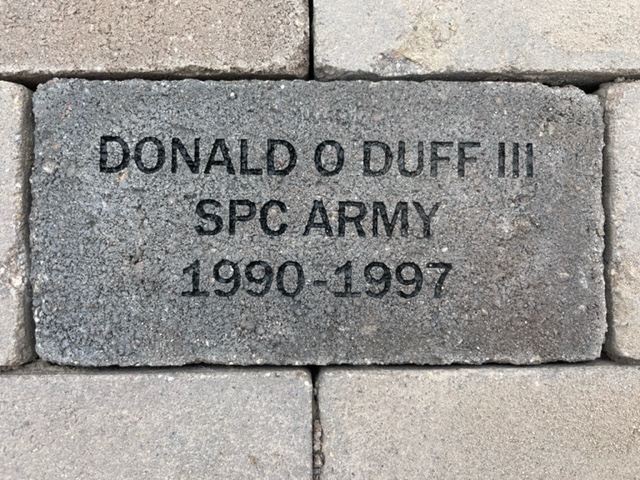 DONALD O DUFF III
SPC ARMY
1990-1997